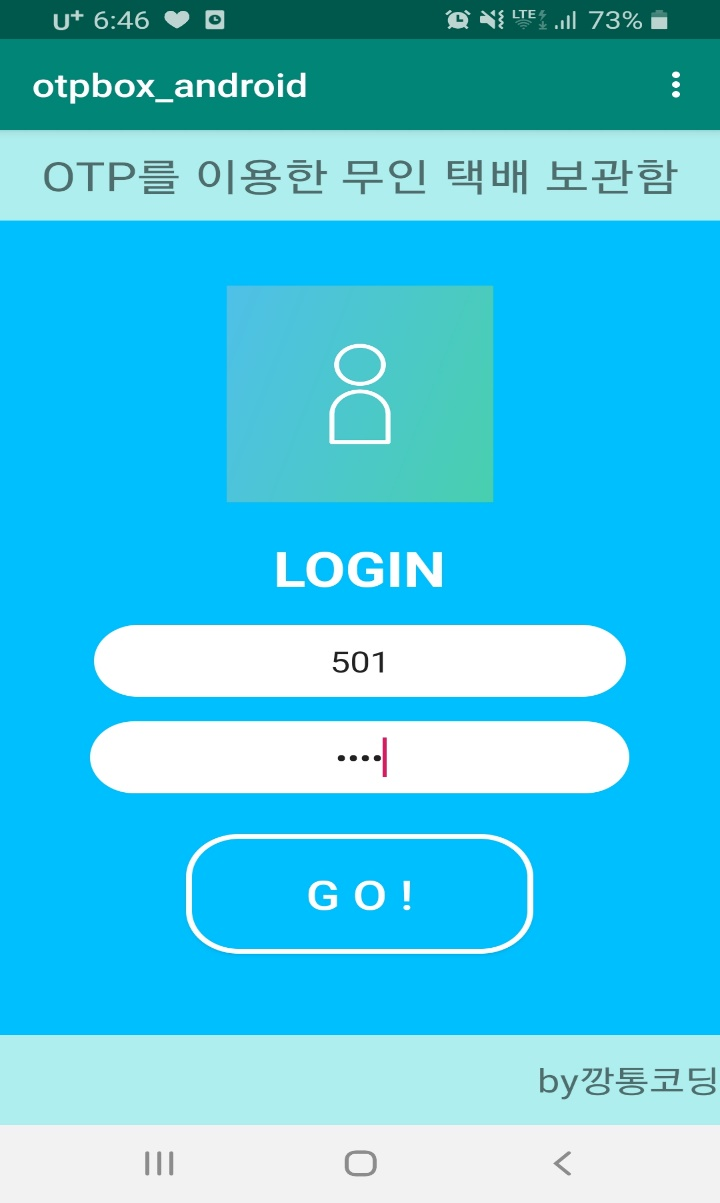 U+ 6:46 LTE 73%
otpbox_android
OTP를 이용한 무인 택배 보관함
LOGIN
501
••••
G O !
by깡통코딩